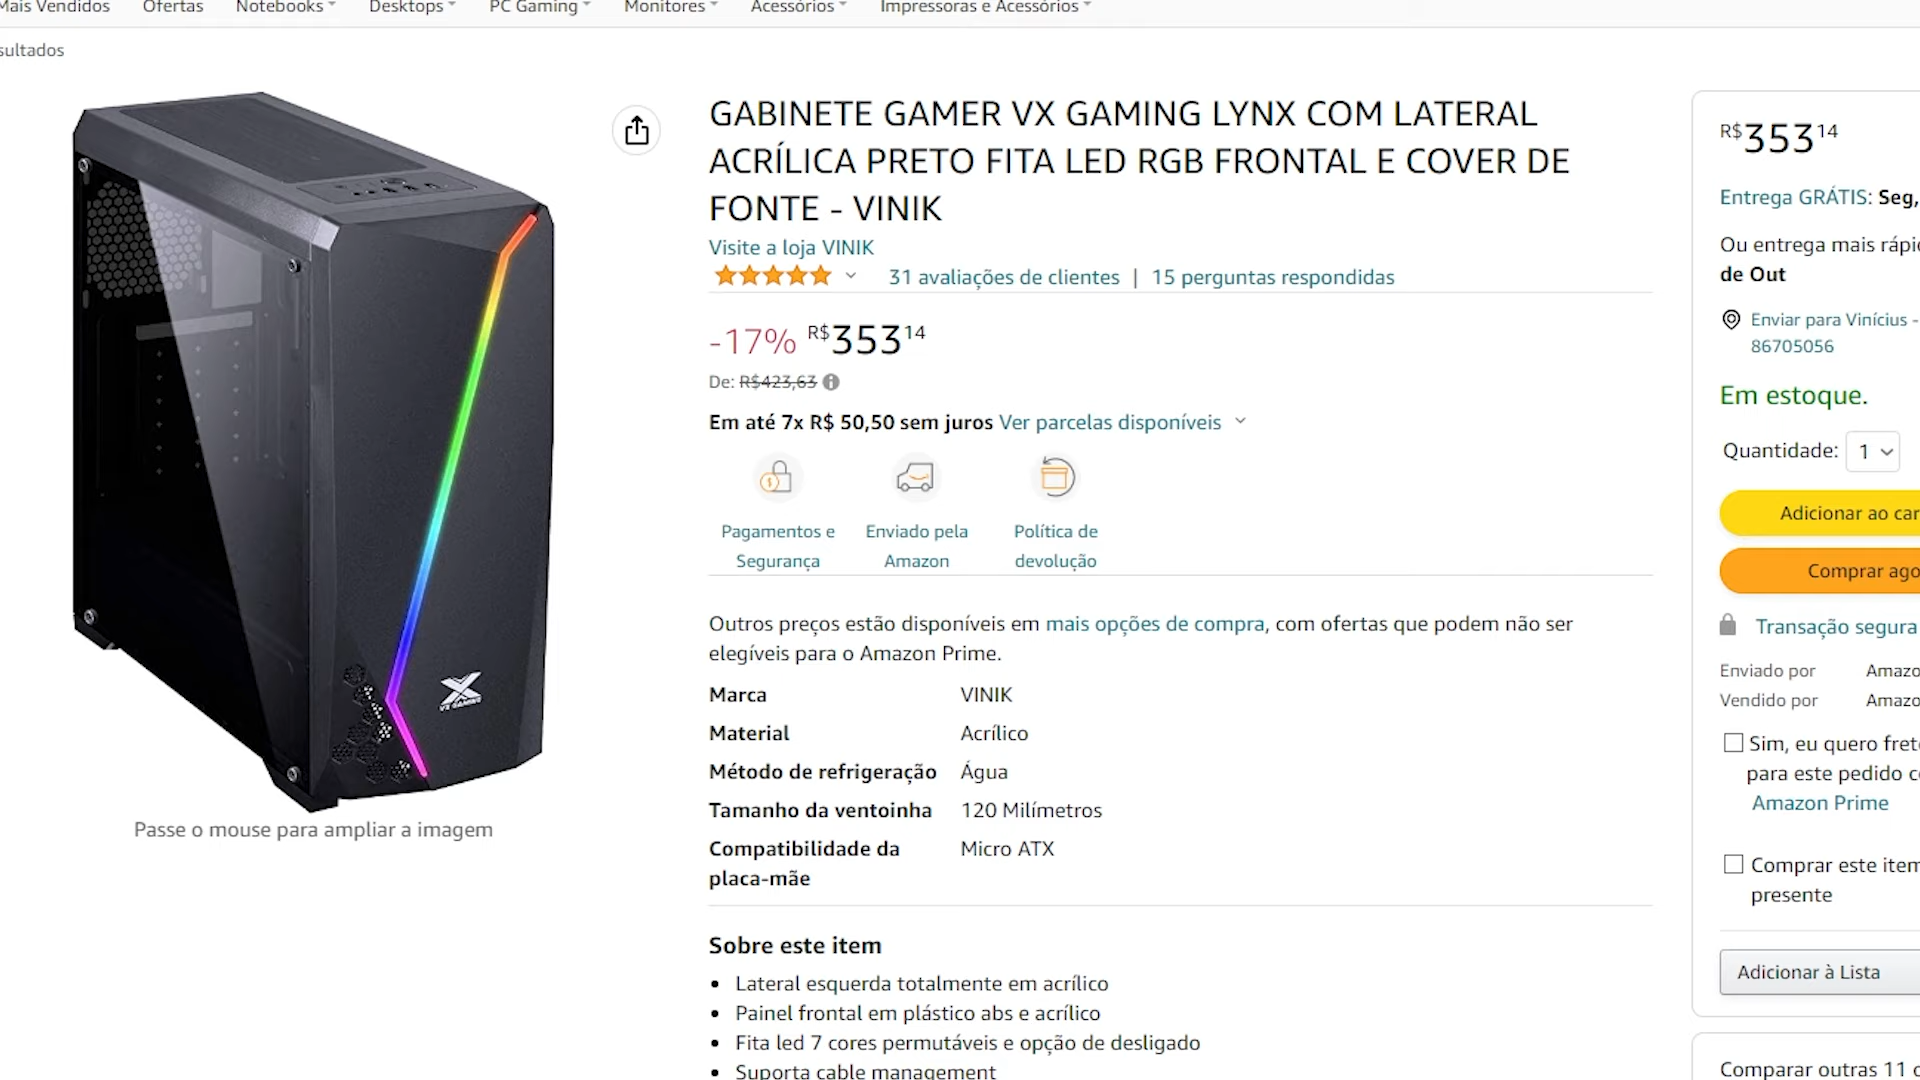 Mais Vendidos Ofertas Notebooks Desktops PC Gaming Monitores Acessórios Impressoras e Acessórios
GABINETE GAMER VX GAMING LYNX COM LATERAL
ACRÍLICA PRETO FITA LED RGB FRONTAL E COVER DE
FONTE - VINIK
Visite a loja VINIK
31 avaliações de clientes | 15 perguntas respondidas
-17% R$353 14
De: R$423,63
Em até 7x R$ 50,50 sem juros Ver parcelas disponíveis
Pagamentos e
Segurança
Enviado pela
Amazon
Política de
devolução
Outros preços estão disponíveis em mais opções de compra, com ofertas que podem não ser
elegíveis para o Amazon Prime.
Marca VINIK
Material Acrílico
Método de refrigeração Água
Tamanho da ventoinha 120 Milímetros
Compatibilidade da Micro ATX
placa-mãe
Sobre este item
Lateral esquerda totalmente em acrílico
Painel frontal em plástico abs e acrílico
Fita led 7 cores permutáveis e opção de desligado
Suporta cable management
VX GAMING
Passe o mouse para ampliar a imagem
R$353 14
Entrega GRÁTIS: Seg,
Ou entrega mais
de Out
Enviar para Vinícius -
86705056
Em estoque.
Quantidade: 1
Adicionar ao
Comprar
Transação segura
Enviado por
Vendido por
Sim, eu quero
para este pedido
Amazon Prime
Comprar este
presente
Adicionar à Lista
Comparar outras 11